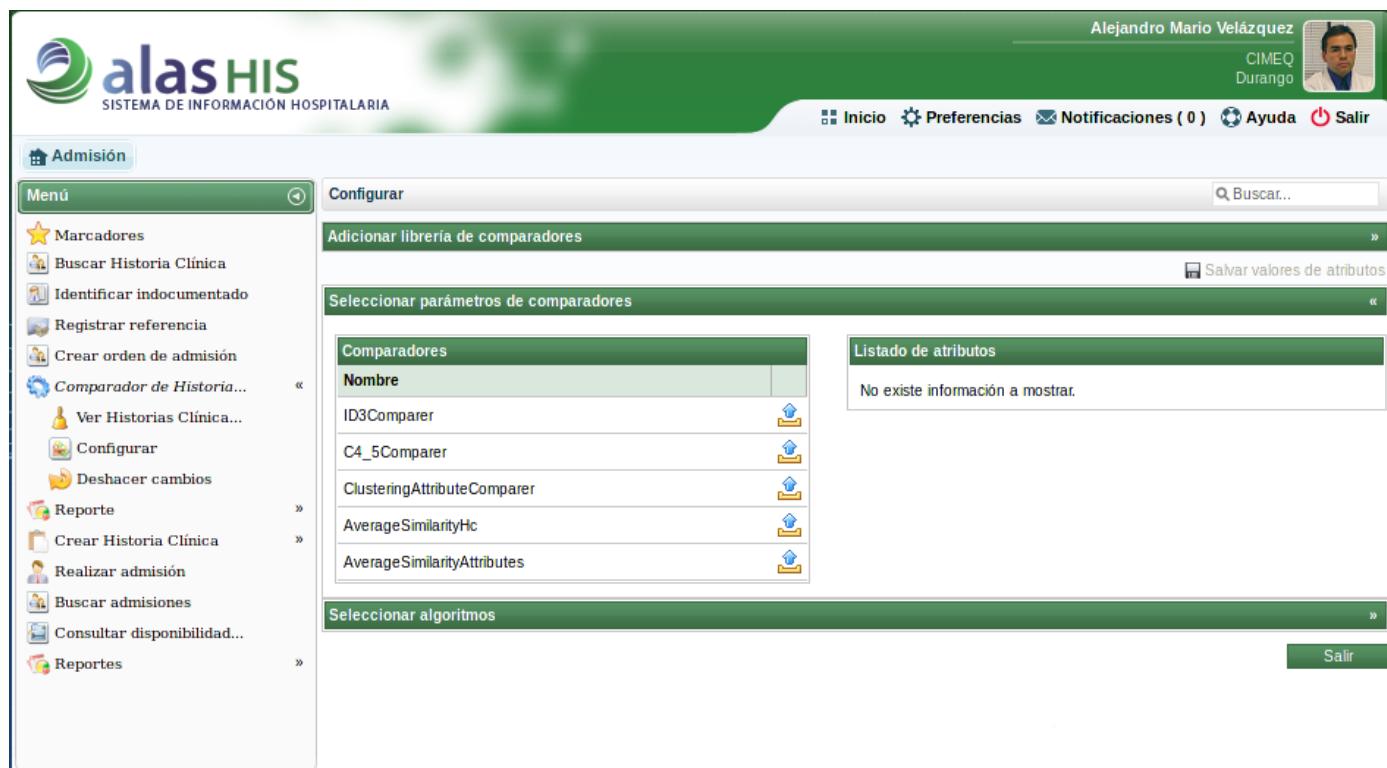 Alejandro Mario Velázquez
CIMEQ
Durango
alas HIS
SISTEMA DE INFORMACIÓN HOSPITALARIA
Inicio Preferencias Notificaciones ( 0 ) Ayuda Salir
Admisión
Menú
Marcadores
Buscar Historia Clínica
Identificar indocumentado
Registrar referencia
Crear orden de admisión
Comparador de Historia... «
Ver Historias Clínica...
Configurar
Deshacer cambios
Reporte »
Crear Historia Clínica »
Realizar admisión
Buscar admisiones
Consultar disponibilidad...
Reportes »
Configurar
Buscar...
Adicionar librería de comparadores »
Salvar valores de atributos
Seleccionar parámetros de comparadores «
Comparadores
Nombre
ID3Comparer
C4_5Comparer
ClusteringAttributeComparer
AverageSimilarityHc
AverageSimilarityAttributes
Listado de atributos
No existe información a mostrar.
Seleccionar algoritmos »
Salir